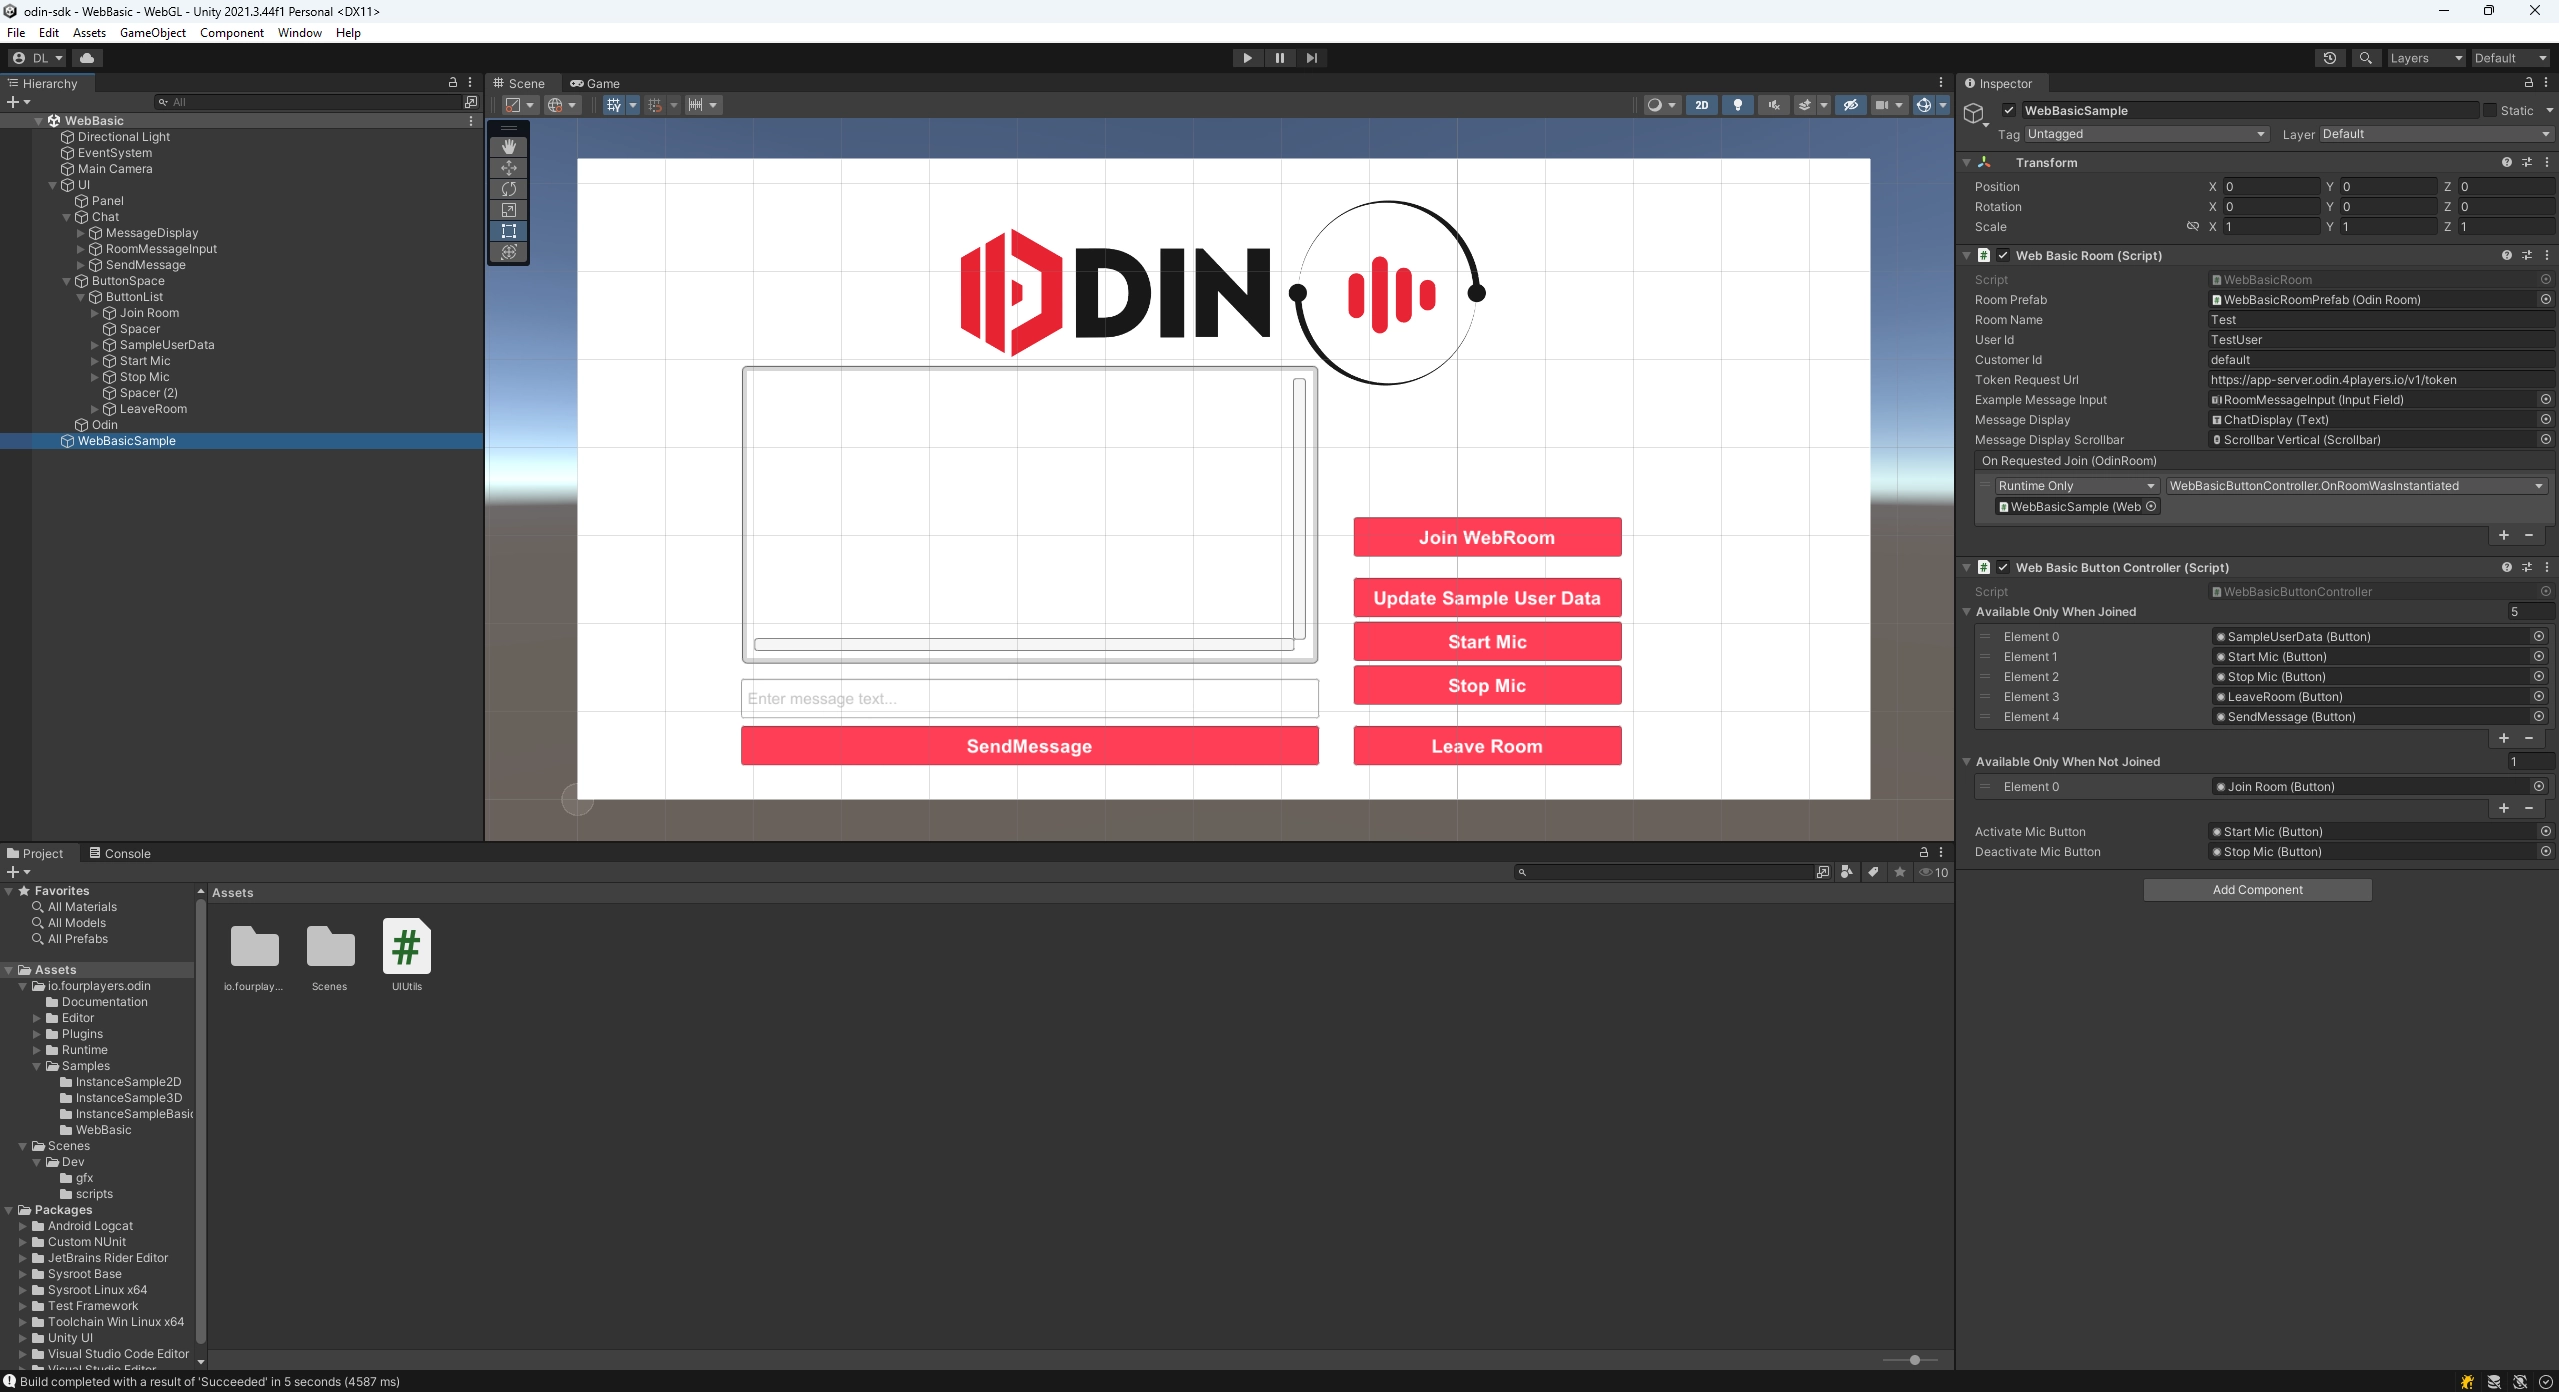 odin-sdk - WebBasic - WebGL - Unity 2021.3.44f1 Personal <DX11>
File Edit Assets GameObject Component Window Help
DL
Layers Default
Hierarchy
All
WebBasic
Directional Light
EventSystem
Main Camera
UI
Panel
Chat
MessageDisplay
RoomMessageInput
SendMessage
ButtonSpace
ButtonList
Join Room
Spacer
SampleUserData
Start Mic
Stop Mic
Spacer (2)
LeaveRoom
Odin
WebBasicSample
Scene Game
2D
ODIN
Join WebRoom
Update Sample User Data
Start Mic
Stop Mic
Enter message text...
SendMessage
Leave Room
Inspector
WebBasicSample Static
Tag Untagged Layer Default
Transform
Position X 0 Y 0 Z 0
Rotation X 0 Y 0 Z 0
Scale X 1 Y 1 Z 1
Web Basic Room (Script)
Script WebBasicRoom
Room Prefab WebBasicRoomPrefab (Odin Room)
Room Name Test
User Id TestUser
Customer Id default
Token Request Url https://app-server.odin.4players.io/v1/token
Example Message Input RoomMessageInput (Input Field)
Message Display ChatDisplay (Text)
Message Display Scrollbar Scrollbar Vertical (Scrollbar)
On Requested Join (OdinRoom)
Runtime Only WebBasicButtonController.OnRoomWasInstantiated
WebBasicSample (Web
Web Basic Button Controller (Script)
Script WebBasicButtonController
Available Only When Joined 5
Element 0 SampleUserData (Button)
Element 1 Start Mic (Button)
Element 2 Stop Mic (Button)
Element 3 LeaveRoom (Button)
Element 4 SendMessage (Button)
Available Only When Not Joined 1
Element 0 Join Room (Button)
Activate Mic Button Start Mic (Button)
Deactivate Mic Button Stop Mic (Button)
Add Component
Project Console
10
Favorites
All Materials
All Models
All Prefabs
Assets
io.fourplayers.odin
Documentation
Editor
Plugins
Runtime
Samples
InstanceSample2D
InstanceSample3D
InstanceSampleBasic
WebBasic
Scenes
Dev
gfx
scripts
Packages
Android Logcat
Custom NUnit
JetBrains Rider Editor
Sysroot Base
Sysroot Linux x64
Test Framework
Toolchain Win Linux x64
Unity UI
Visual Studio Code Editor
Visual Studio Editor
Assets
io.fourplay... Scenes UIUtils
Build completed with a result of 'Succeeded' in 5 seconds (4587 ms)